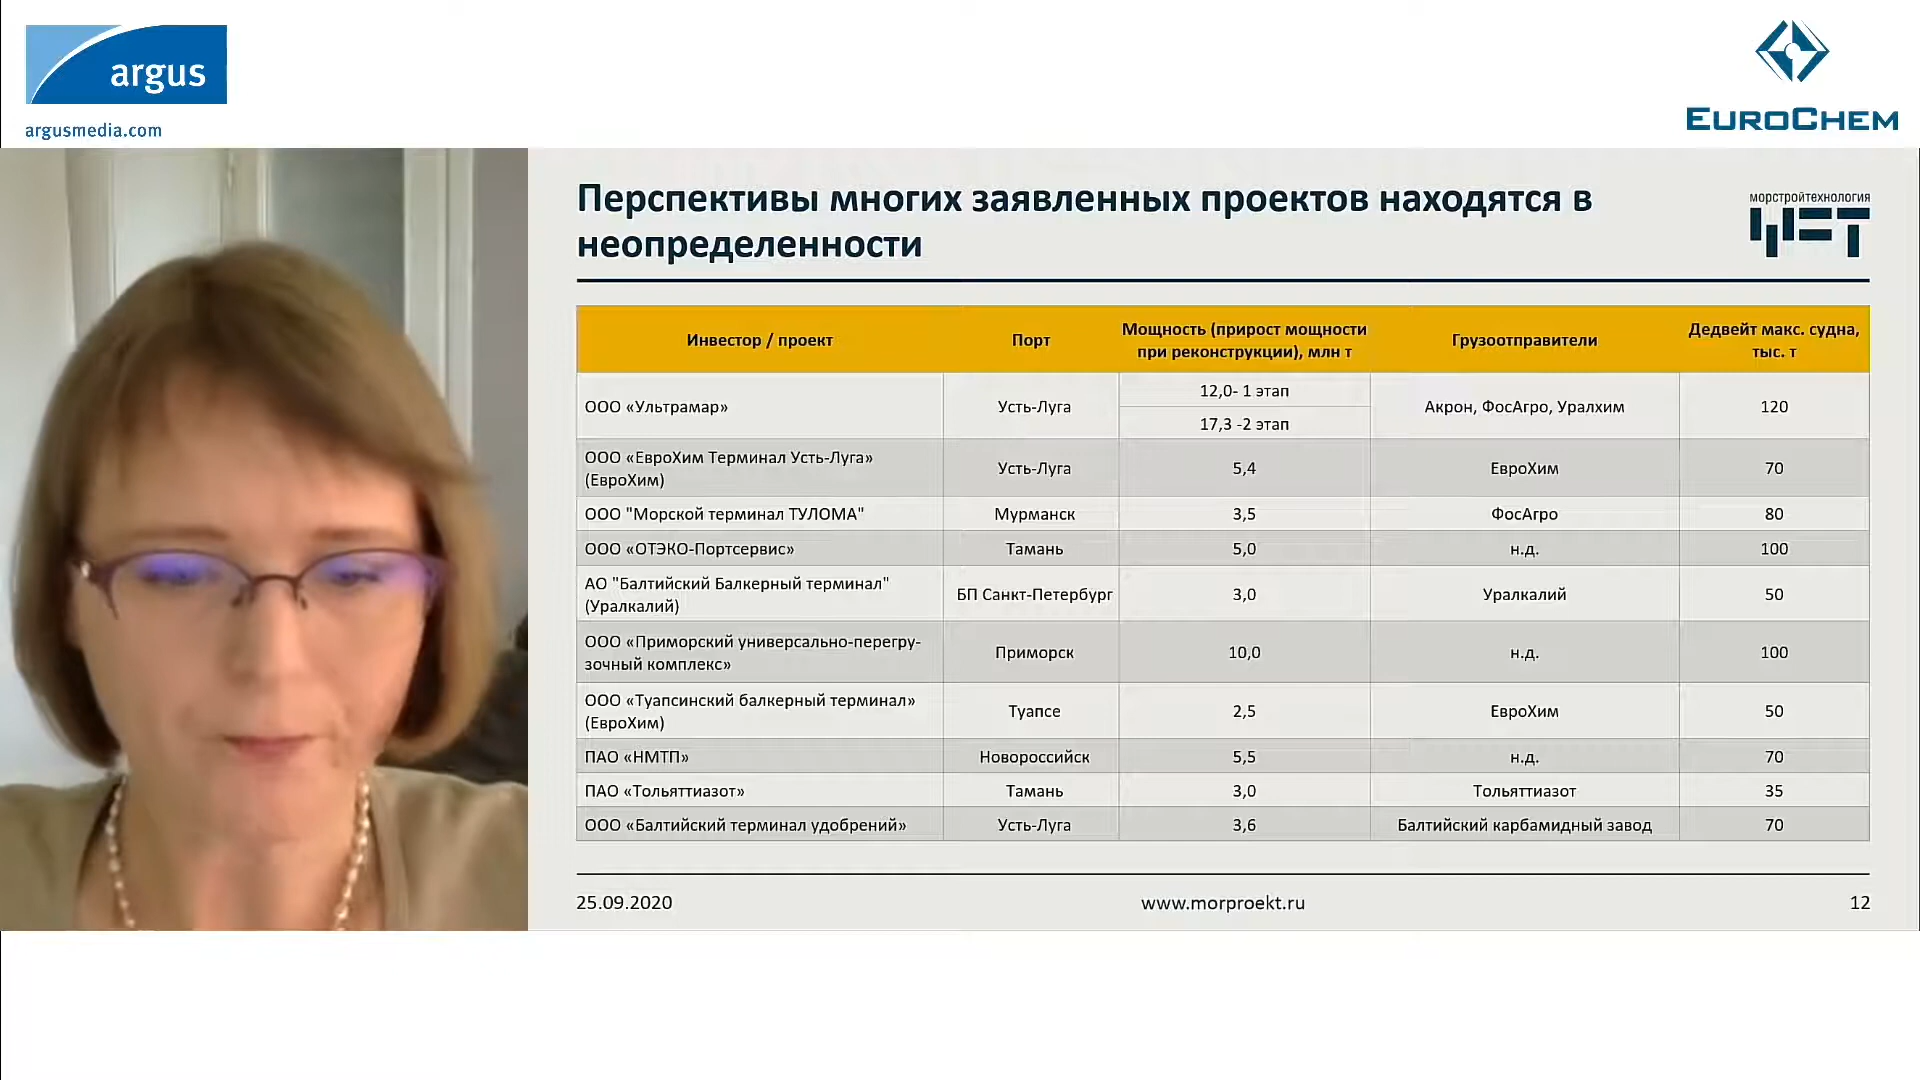 argus
argusmedia.com
EUROCHEM
Перспективы многих заявленных проектов находятся в
неопределенности
МОРСТРОЙТЕХНОЛОГИЯ
Инвестор / проект
Порт
Мощность (прирост мощности
при реконструкции), млн т
Грузоотправители
Дедвейт макс. судна,
тыс. т
ООО «Ультрамар»
Усть-Луга
12,0- 1 этап
17,3 -2 этап
Акрон, ФосАгро, Уралхим
120
ООО «ЕвроХим Терминал Усть-Луга»
(ЕвроХим)
Усть-Луга
5,4
ЕвроХим
70
ООО "Морской терминал ТУЛОМА"
Мурманск
3,5
ФосАгро
80
ООО «ОТЭКО-Портсервис»
Тамань
5,0
н.д.
100
АО "Балтийский Балкерный терминал"
(Уралкалий)
БП Санкт-Петербург
3,0
Уралкалий
50
ООО «Приморский универсально-перегру-
зочный комплекс»
Приморск
10,0
н.д.
100
ООО «Туапсинский балкерный терминал»
(ЕвроХим)
Туапсе
2,5
ЕвроХим
50
ПАО «НМТП»
Новороссийск
5,5
н.д.
70
ПАО «Тольяттиазот»
Тамань
3,0
Тольяттиазот
35
ООО «Балтийский терминал удобрений»
Усть-Луга
3,6
Балтийский карбамидный завод
70
25.09.2020
www.morproekt.ru
12